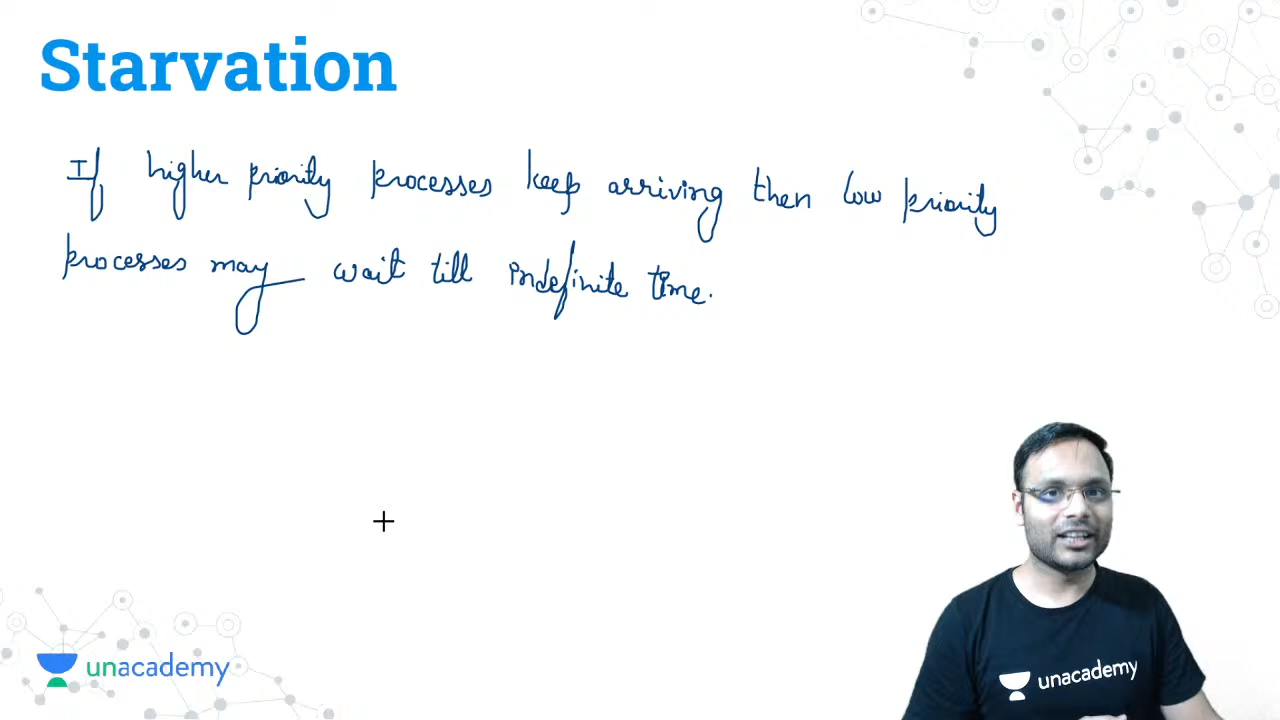 Starvation
If higher priority processes keep arriving then low priority
processes may wait till indefinite time.
unacademy
unacademy